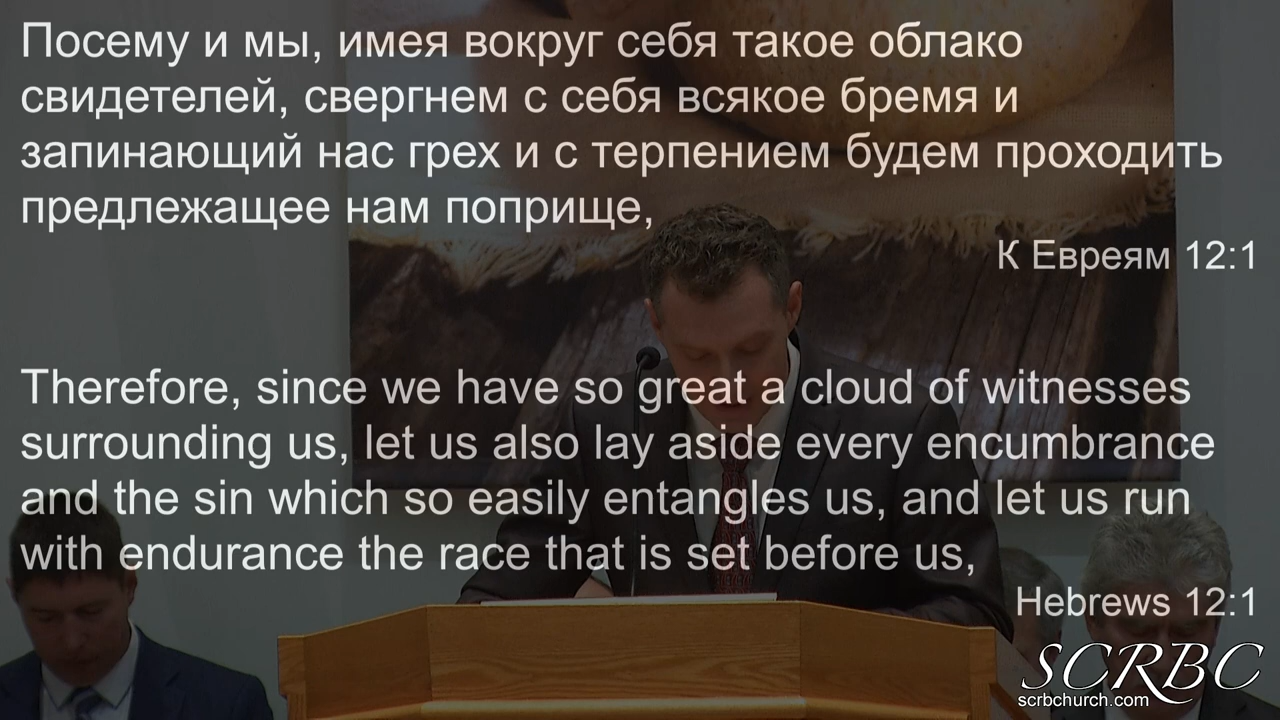 Посему и мы, имея вокруг себя такое облако
свидетелей, свергнем с себя всякое бремя и
запинающий нас грех и с терпением будем проходить
предлежащее нам поприще,
К Евреям 12:1
Therefore, since we have so great a cloud of witnesses
surrounding us, let us also lay aside every encumbrance
and the sin which so easily entangles us, and let us run
with endurance the race that is set before us,
Hebrews 12:1
SCRBC
scrbchurch.com